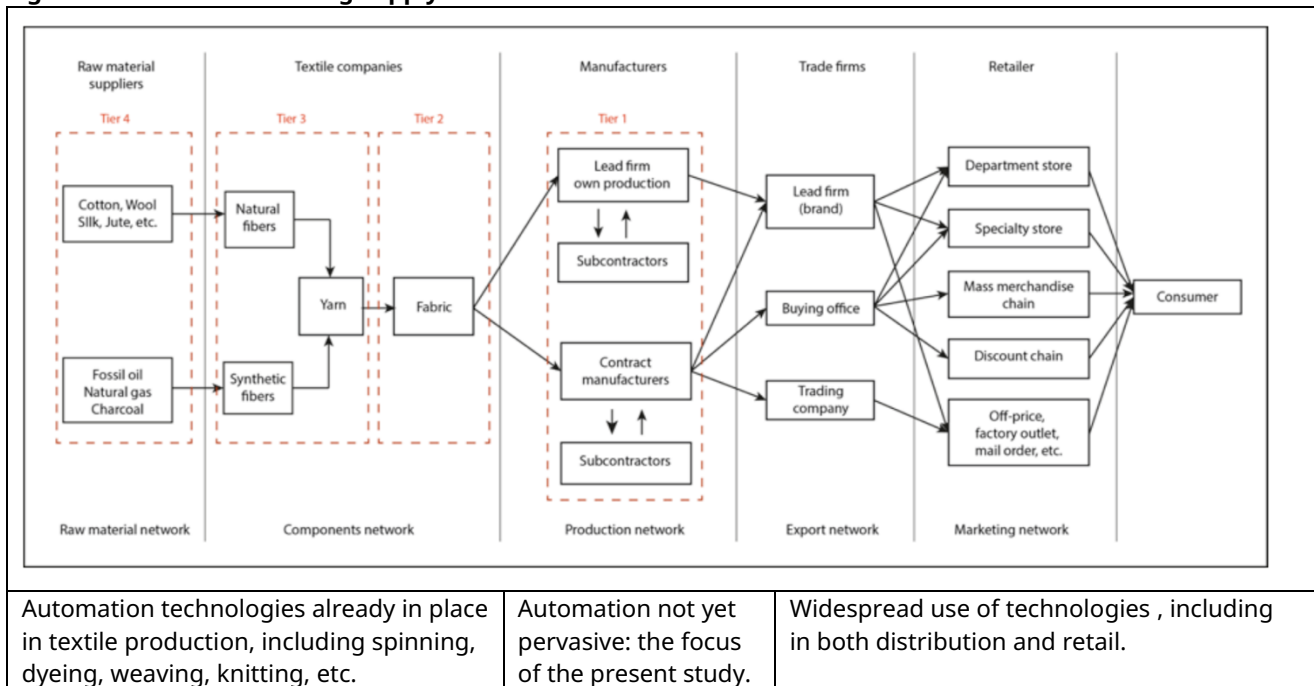 Raw material
suppliers
Textile companies
Manufacturers
Trade firms
Retailer
Tier 4
Tier 3
Tier 2
Tier 1
Cotton, Wool
SIlk, Jute, etc.
Natural
fibers
Yarn
Fabric
Synthetic
fibers
Fossil oil
Natural gas
Charcoal
Lead firm
own production
Subcontractors
Contract
manufacturers
Subcontractors
Lead firm
(brand)
Buying office
Trading
company
Department store
Specialty store
Mass merchandise
chain
Discount chain
Off-price,
factory outlet,
mail order, etc.
Consumer
Raw material network
Components network
Production network
Export network
Marketing network
Automation technologies already in place
in textile production, including spinning,
dyeing, weaving, knitting, etc.
Automation not yet
pervasive: the focus
of the present study.
Widespread use of technologies , including
in both distribution and retail.